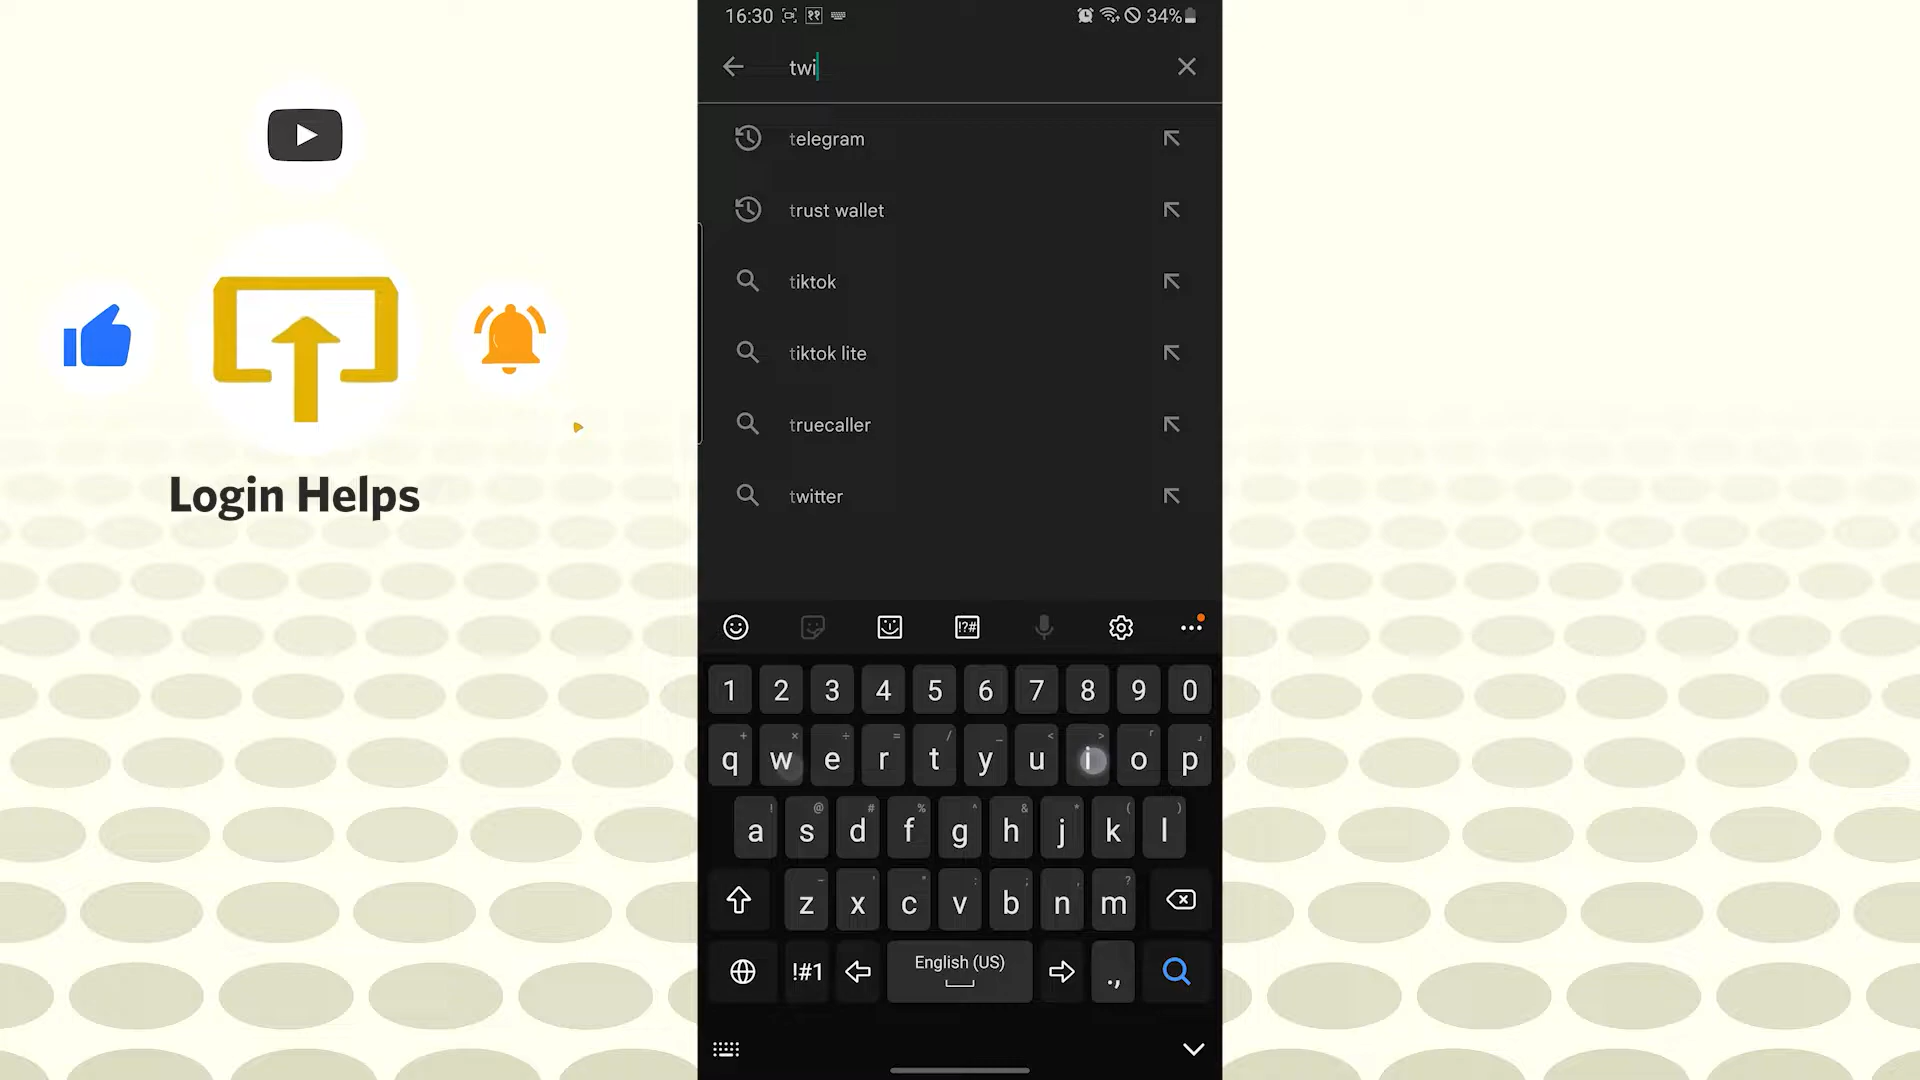 16:30
34%
twi
telegram
trust wallet
tiktok
tiktok lite
truecaller
twitter
Login Helps
!?#
1 2 3 4 5 6 7 8 9 0
q w e r t y u i o p
a s d f g h j k l
z x c v b n m
!#1 English (US) .,